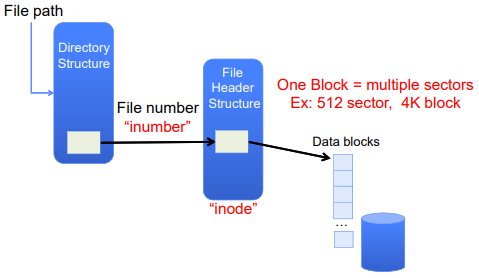 File path
Directory
Structure
File number
“inumber”
File
Header
Structure
“inode”
One Block = multiple sectors
Ex: 512 sector, 4K block
Data blocks
...